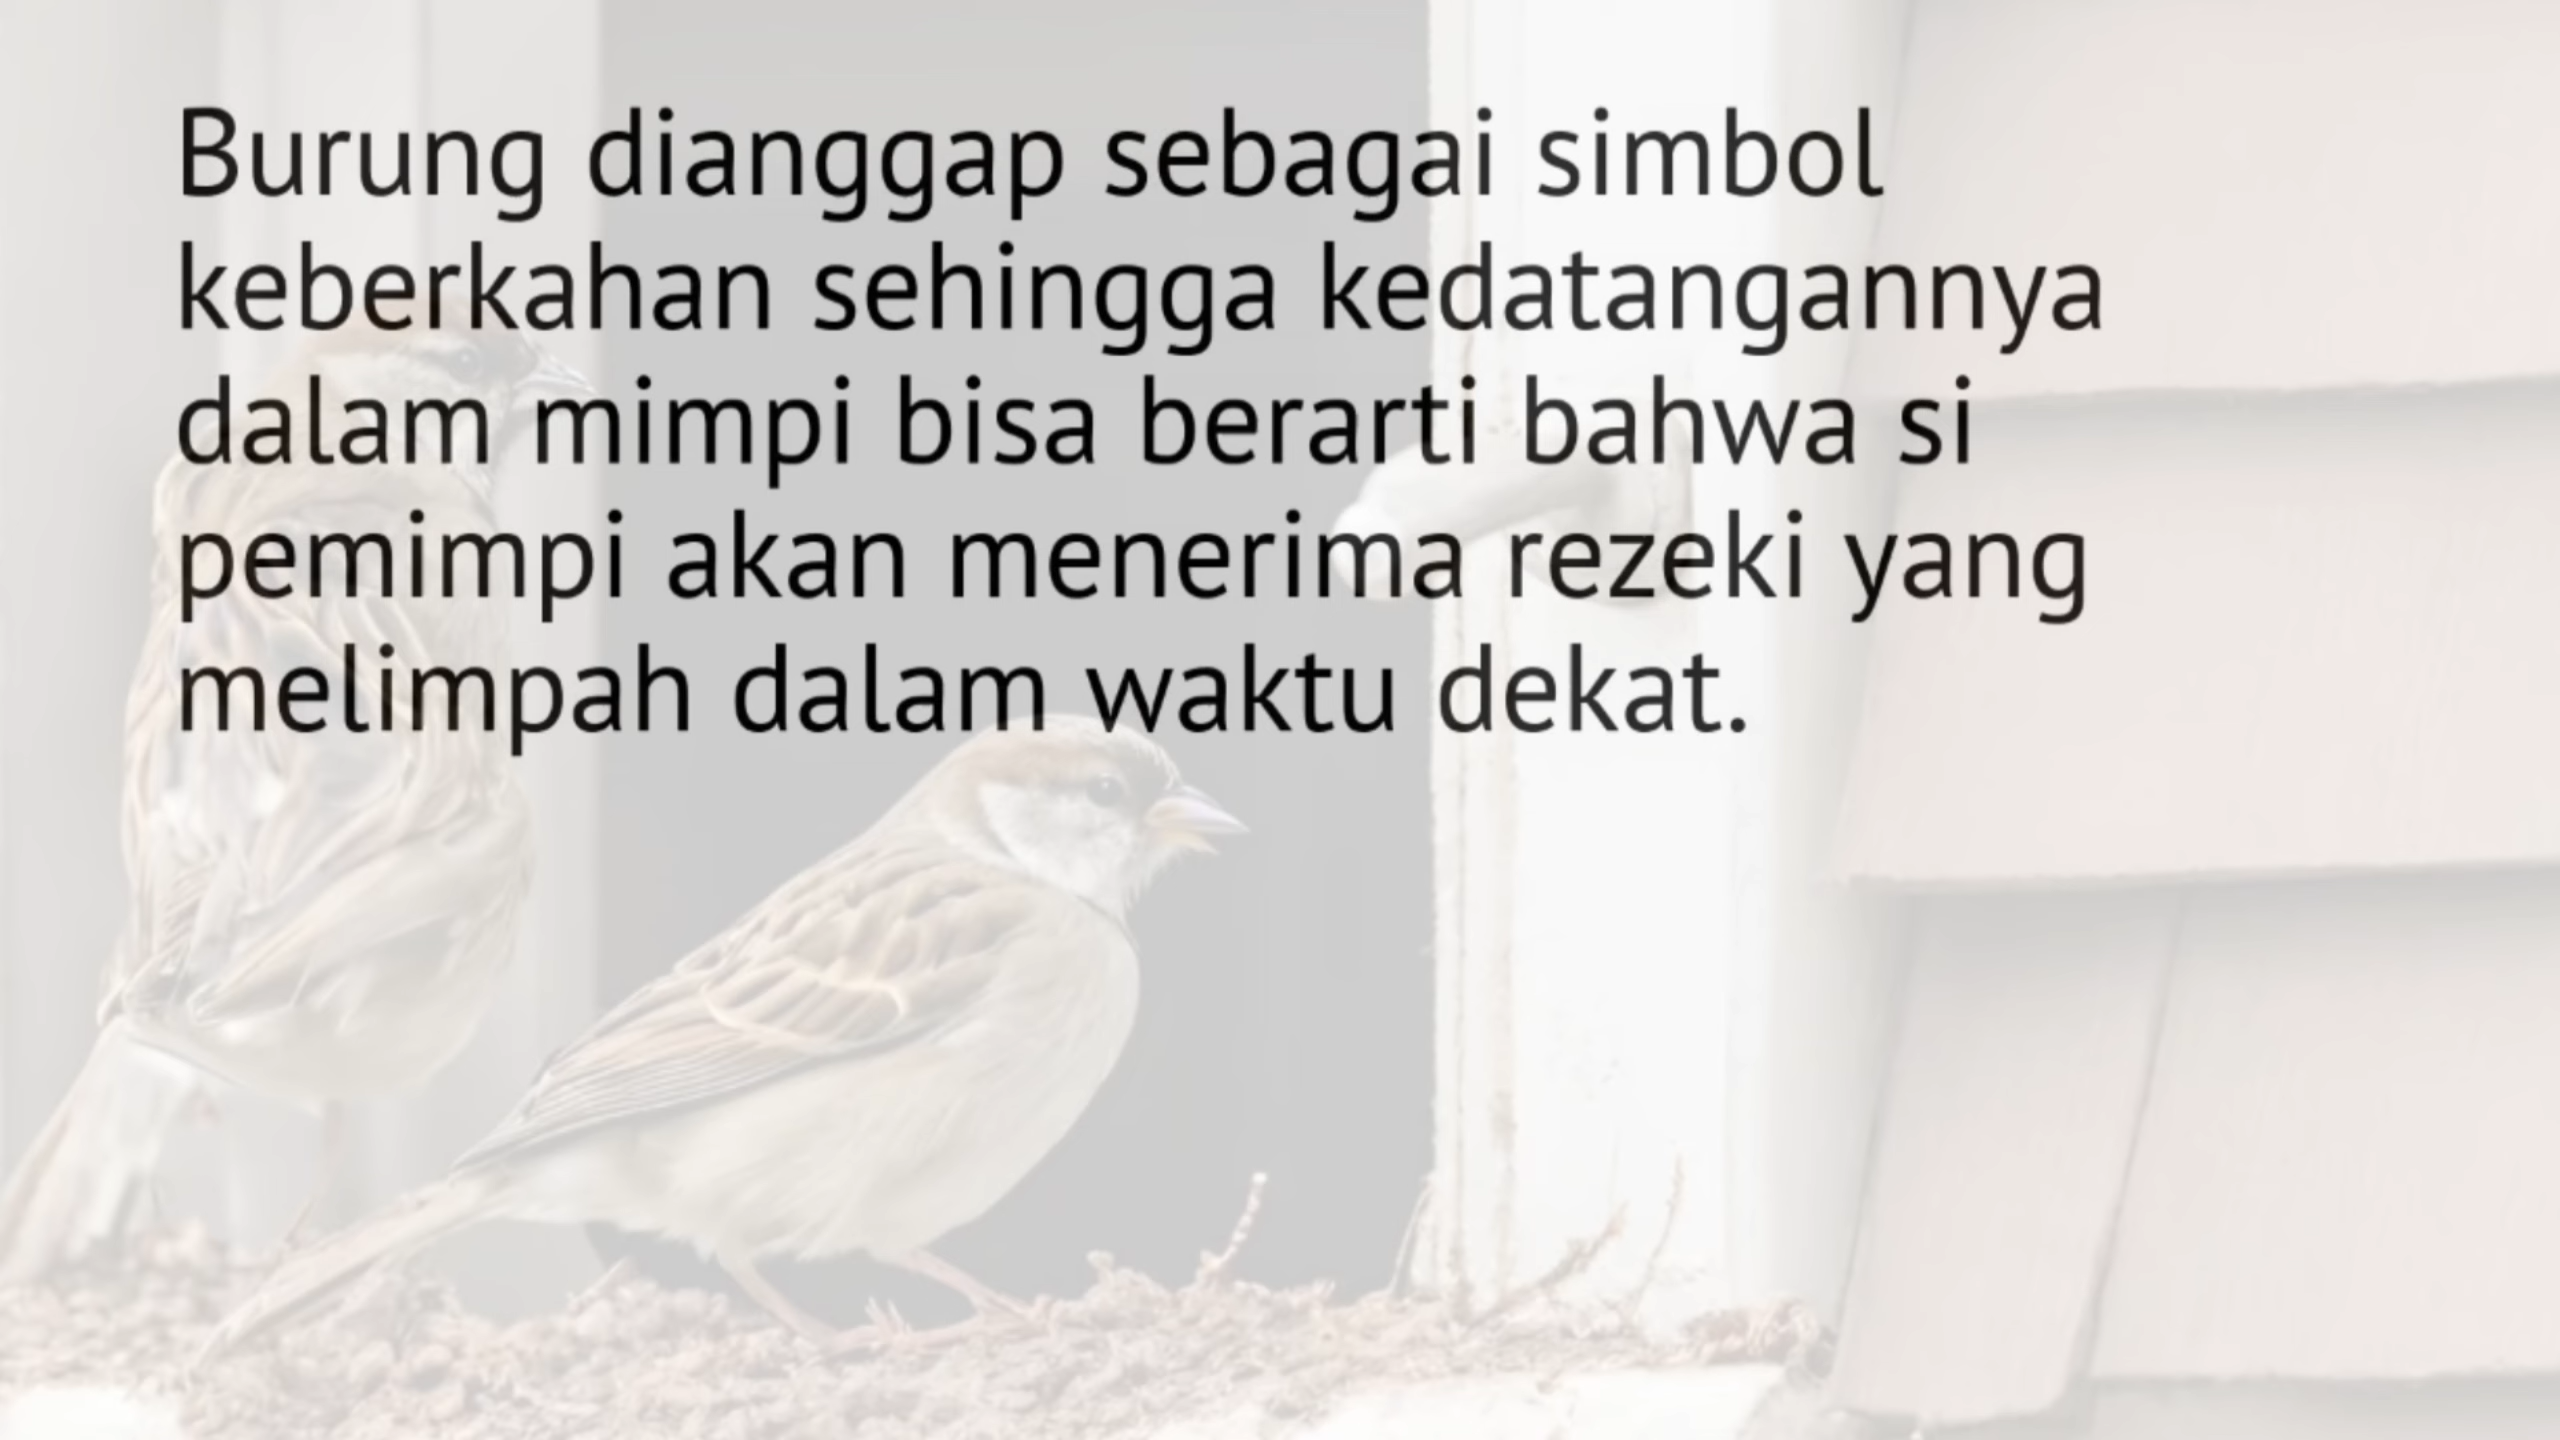 Burung dianggap sebagai simbol
keberkahan sehingga kedatangannya
dalam mimpi bisa berarti bahwa si
pemimpi akan menerima rezeki yang
melimpah dalam waktu dekat.